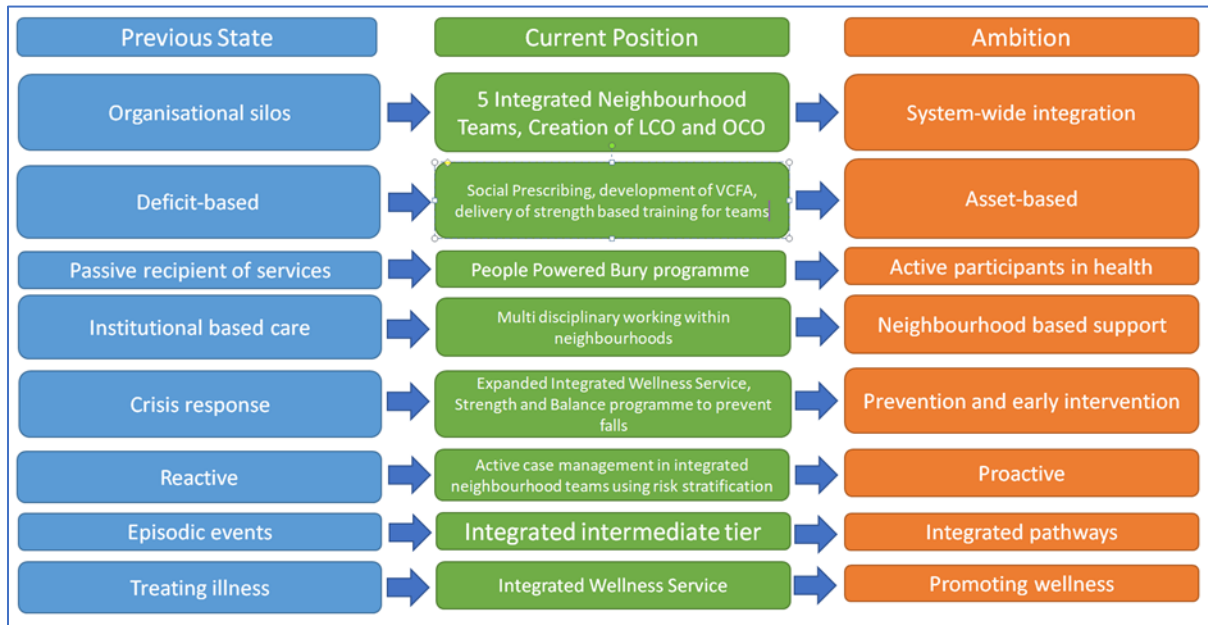 Previous State
Current Position
Ambition
Organisational silos
5 Integrated Neighbourhood
Teams, Creation of LCO and OCO
System-wide integration
Deficit-based
Social Prescribing, development of VCFA,
delivery of strength based training for teams
Asset-based
Passive recipient of services
People Powered Bury programme
Active participants in health
Institutional based care
Multi disciplinary working within
neighbourhoods
Neighbourhood based support
Crisis response
Expanded Integrated Wellness Service,
Strength and Balance programme to prevent
falls
Prevention and early intervention
Reactive
Active case management in integrated
neighbourhood teams using risk stratification
Proactive
Episodic events
Integrated intermediate tier
Integrated pathways
Treating illness
Integrated Wellness Service
Promoting wellness